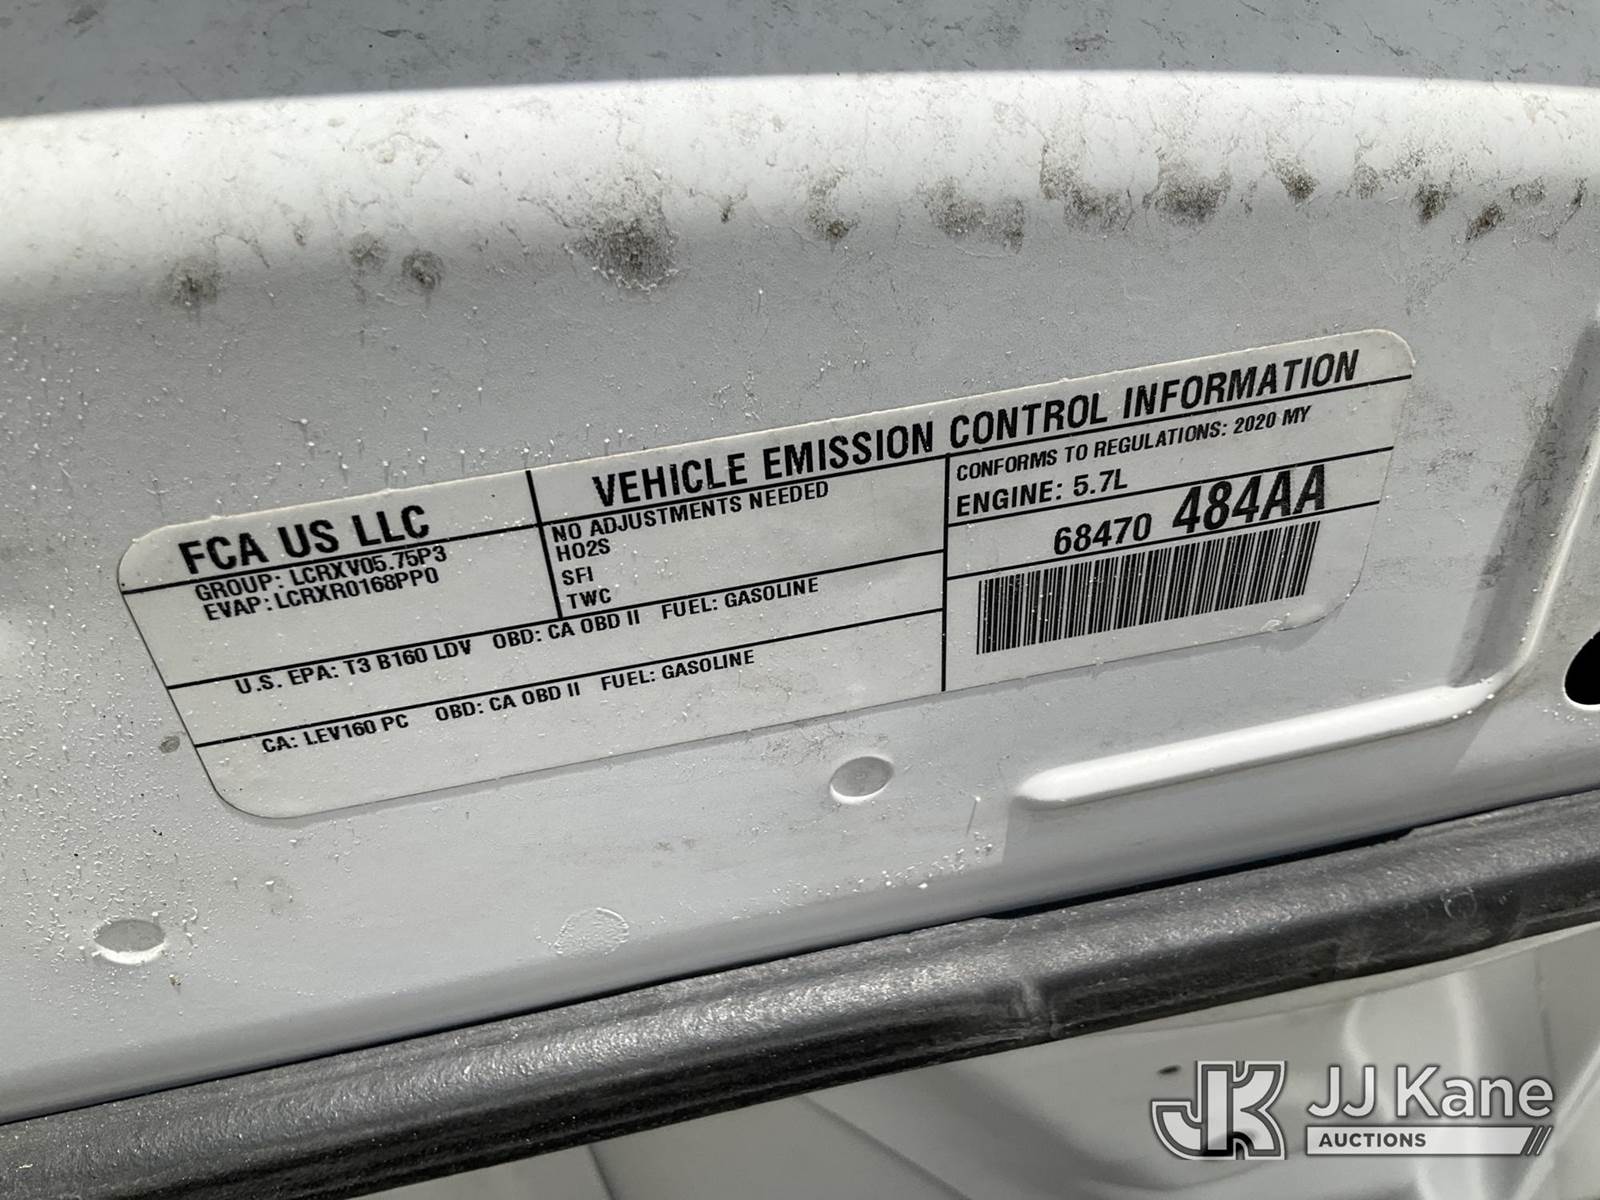 FCA US LLC
VEHICLE EMISSION CONTROL INFORMATION
GROUP: LCRXV05.75P3
EVAP: LCRXR0168PP0
NO ADJUSTMENTS NEEDED
HO2S
SFI
TWC
CONFORMS TO REGULATIONS: 2020 MY
ENGINE: 5.7L
68470 484AA
U.S. EPA: T3 B160 LDV OBD: CA OBD II FUEL: GASOLINE
CA: LEV160 PC OBD: CA OBD II FUEL: GASOLINE
JK JJ Kane
AUCTIONS